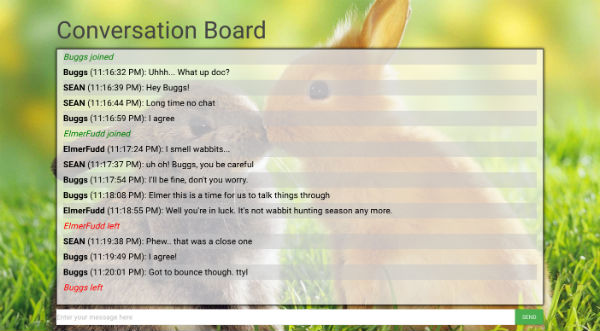 Conversation Board
Buggs joined
Buggs (11:16:32 PM): Uhhh... What up doc?
SEAN (11:16:39 PM): Hey Buggs!
SEAN (11:16:44 PM): Long time no chat
Buggs (11:16:59 PM): I agree
ElmerFudd joined
ElmerFudd (11:17:24 PM): I smell wabbits...
SEAN (11:17:37 PM): uh oh! Buggs, you be careful
Buggs (11:17:54 PM): I'll be fine, don't you worry.
Buggs (11:18:08 PM): Elmer this is a time for us to talk things through
ElmerFudd (11:18:55 PM): Well you're in luck. It's not wabbit hunting season any more.
ElmerFudd left
SEAN (11:19:38 PM): Phew.. that was a close one
Buggs (11:19:49 PM): I agree!
Buggs (11:20:01 PM): Got to bounce though. ttyl
Buggs left
Enter your message here
SEND